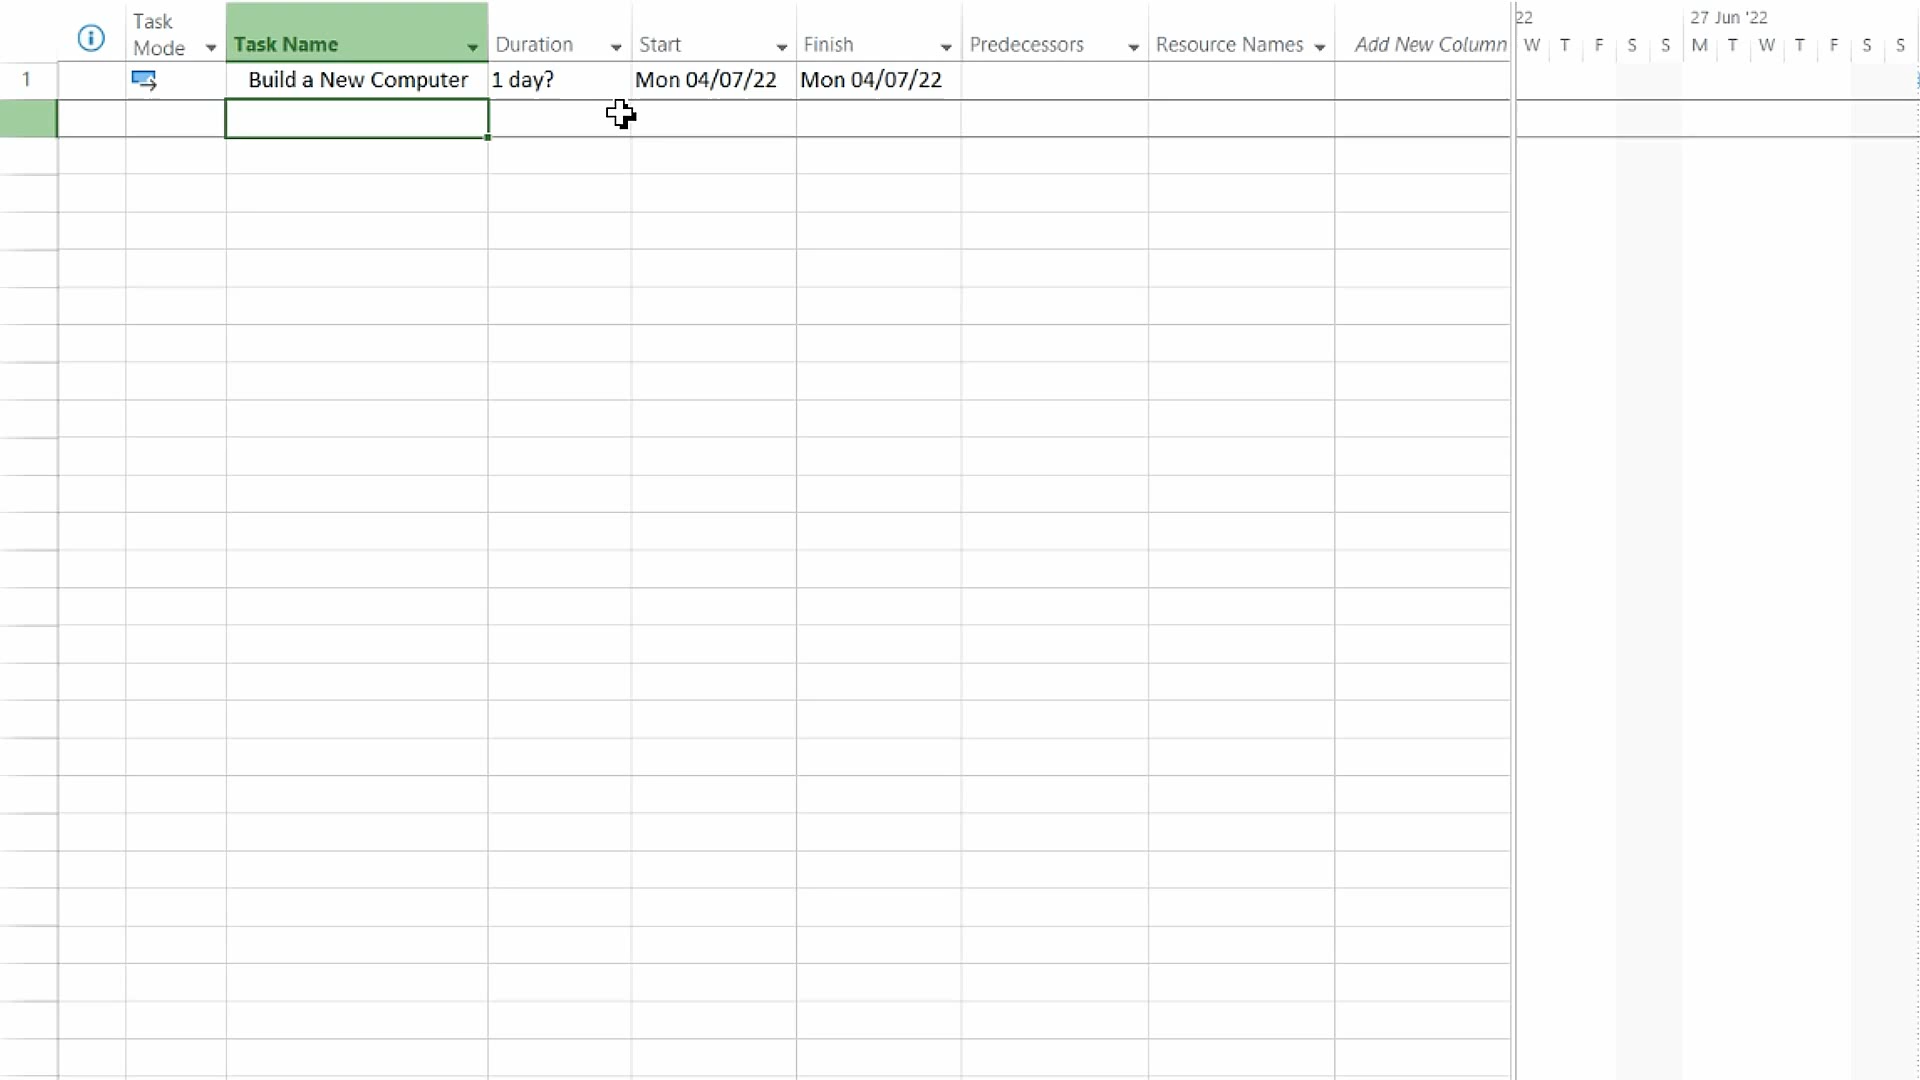 22 27 Jun '22
Task Mode Task Name Duration Start Finish Predecessors Resource Names Add New Column W T F S S M T W T F S S
1 Build a New Computer 1 day? Mon 04/07/22 Mon 04/07/22